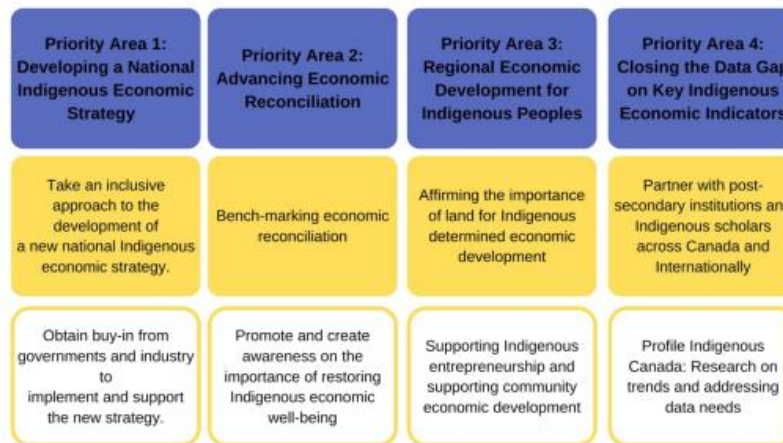 Priority Area 1:
Developing a National
Indigenous Economic
Strategy
Priority Area 2:
Advancing Economic
Reconciliation
Priority Area 3:
Regional Economic
Development for
Indigenous Peoples
Priority Area 4:
Closing the Data Gap
on Key Indigenous
Economic Indicators
Take an inclusive
approach to the
development of
a new national Indigenous
economic strategy.
Bench-marking economic
reconciliation
Affirming the importance
of land for Indigenous
determined economic
development
Partner with post-
secondary institutions an
Indigenous scholars
across Canada and
Internationally
Obtain buy-in from
governments and industry
to
implement and support
the new strategy.
Promote and create
awareness on the
importance of restoring
Indigenous economic
well-being
Supporting Indigenous
entrepreneurship and
supporting community
economic development
Profile Indigenous
Canada: Research on
trends and addressing
data needs